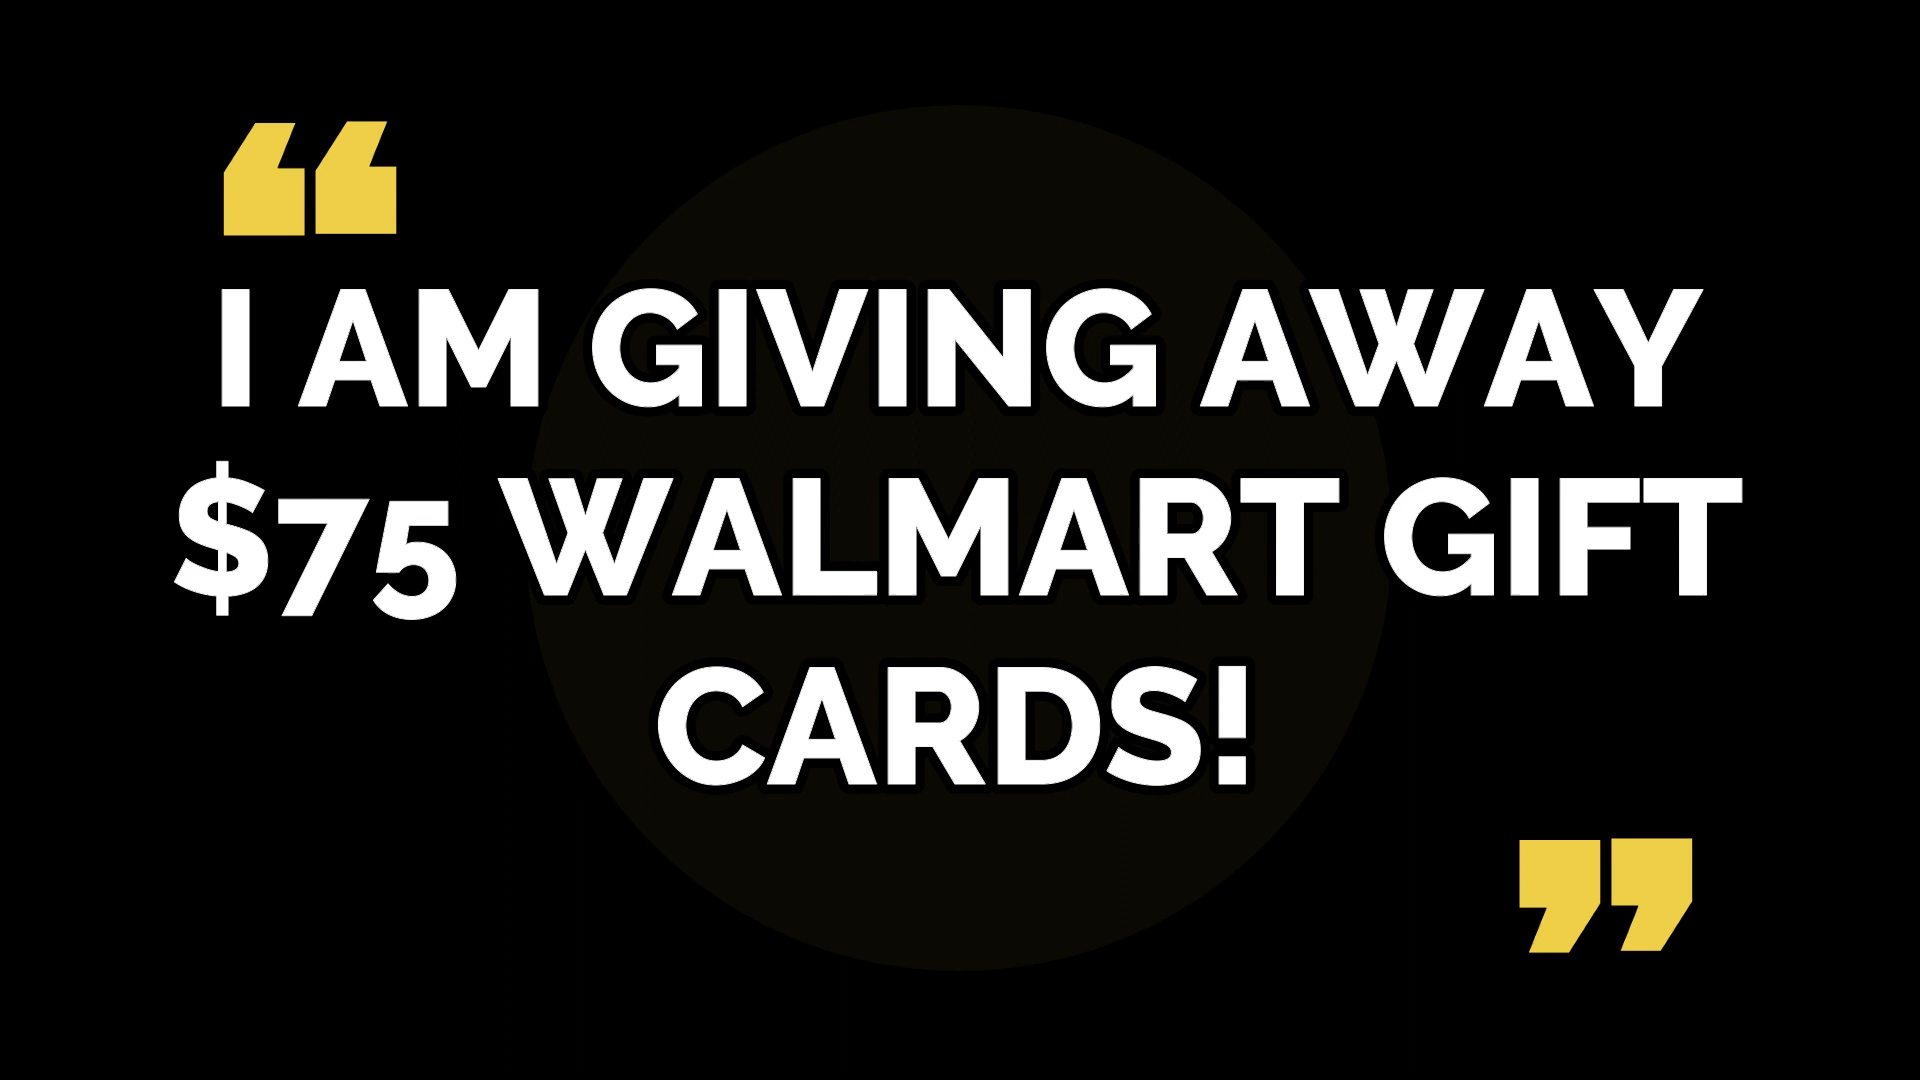 “
I AM GIVING AWAY
$75 WALMART GIFT
CARDS!
”